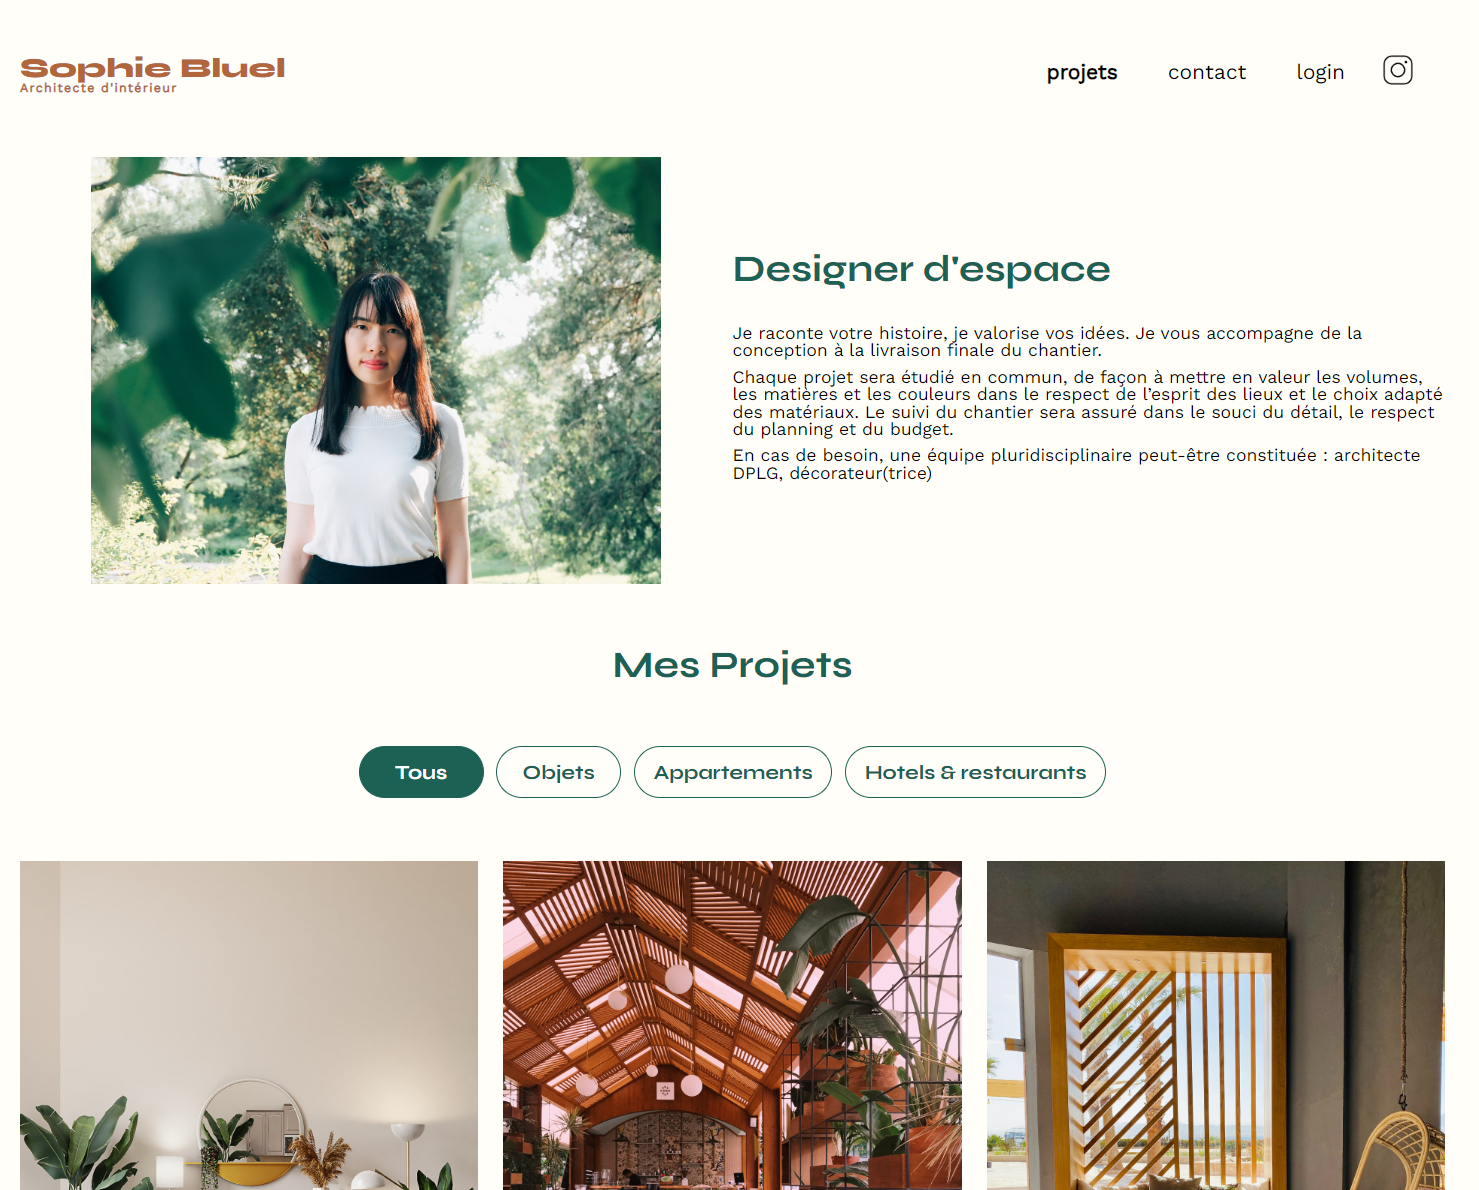 Sophie Bluel
Architecte d'intérieur
projets
contact
login
Designer d'espace
Je raconte votre histoire, je valorise vos idées. Je vous accompagne de la
conception à la livraison finale du chantier.
Chaque projet sera étudié en commun, de façon à mettre en valeur les volumes,
les matières et les couleurs dans le respect de l’esprit des lieux et le choix adapté
des matériaux. Le suivi du chantier sera assuré dans le souci du détail, le respect
du planning et du budget.
En cas de besoin, une équipe pluridisciplinaire peut-être constituée : architecte
DPLG, décorateur(trice)
Mes Projets
Tous
Objets
Appartements
Hotels & restaurants